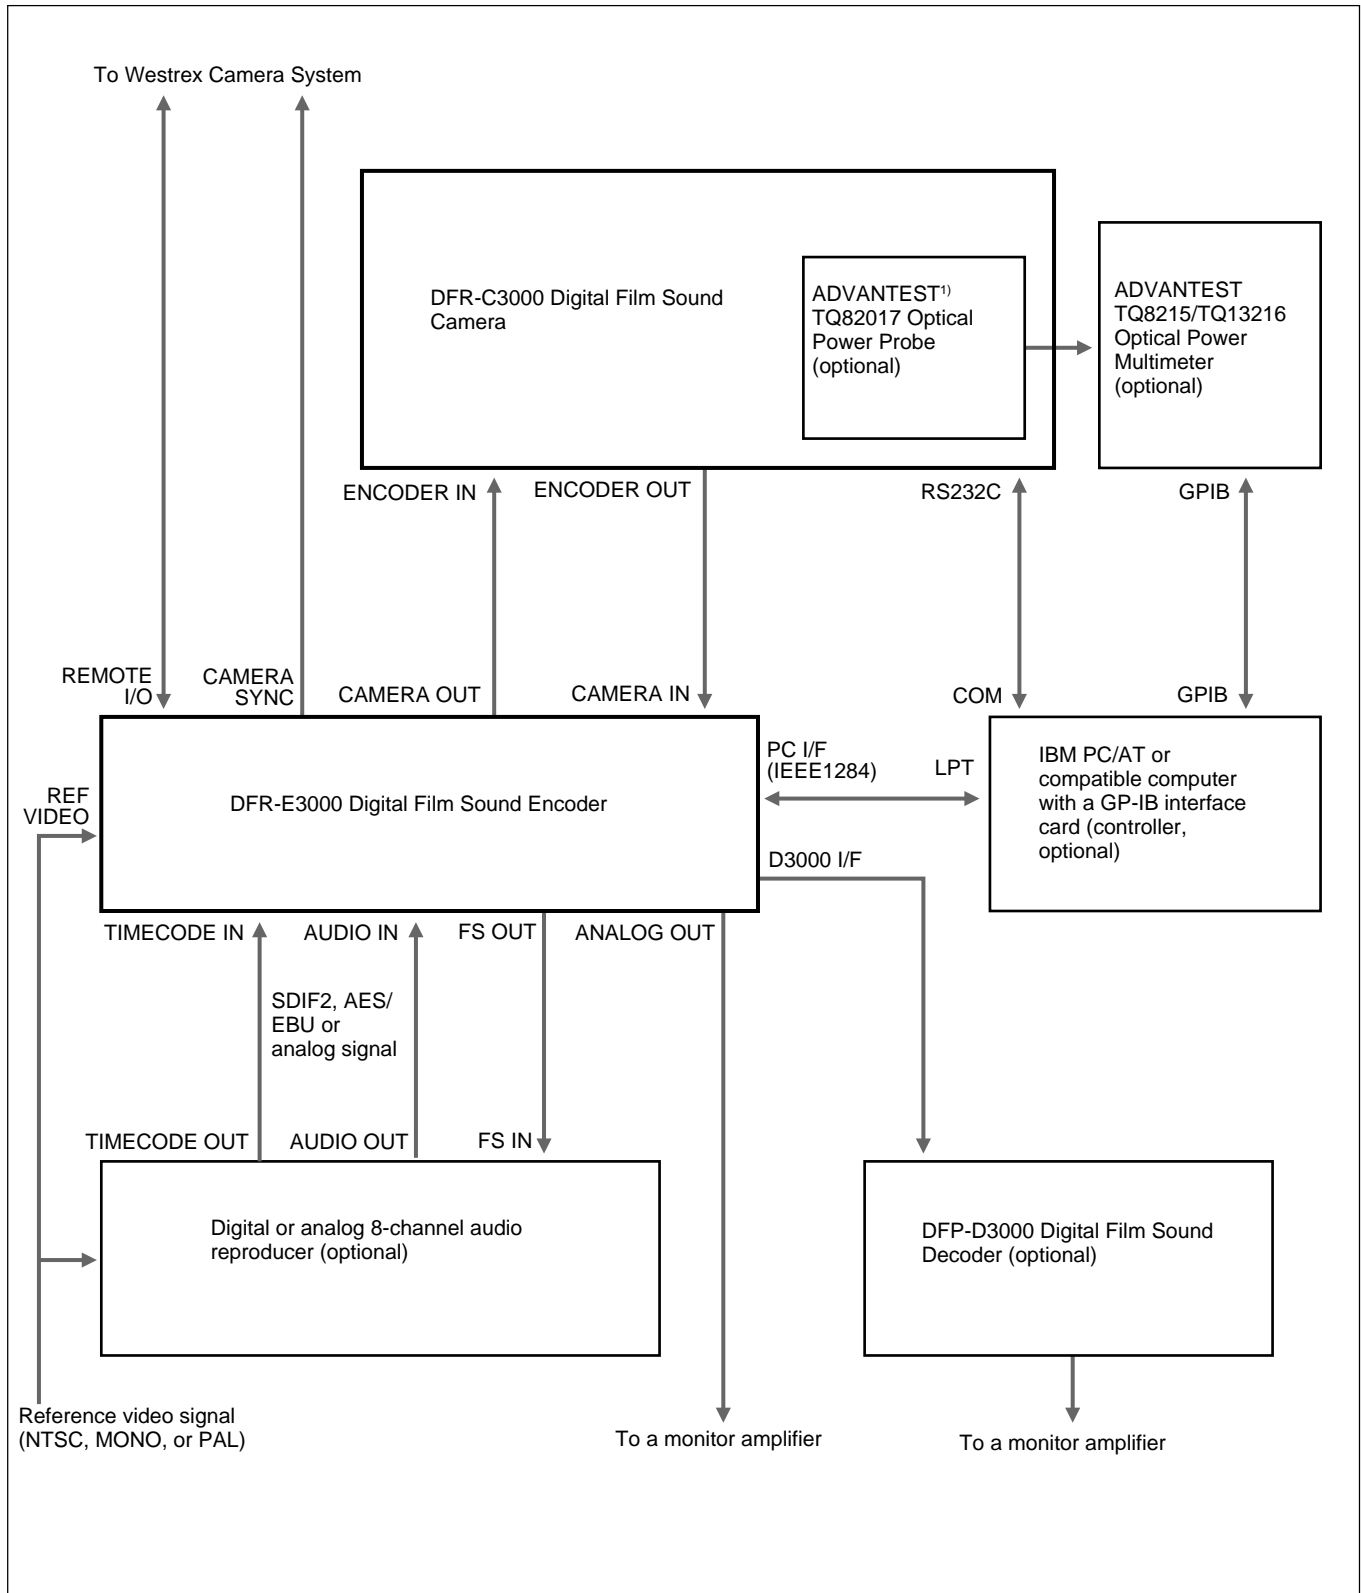 To Westrex Camera System
DFR-C3000 Digital Film Sound
Camera
ADVANTEST1)
TQ82017 Optical
Power Probe
(optional)
ADVANTEST
TQ8215/TQ13216
Optical Power
Multimeter
(optional)
ENCODER IN
ENCODER OUT
RS232C
GPIB
REMOTE
I/O
CAMERA
SYNC
CAMERA OUT
CAMERA IN
COM
GPIB
REF
VIDEO
DFR-E3000 Digital Film Sound Encoder
PC I/F
(IEEE1284)
LPT
IBM PC/AT or
compatible computer
with a GP-IB interface
card (controller,
optional)
D3000 I/F
TIMECODE IN
AUDIO IN
FS OUT
ANALOG OUT
SDIF2, AES/
EBU or
analog signal
TIMECODE OUT
AUDIO OUT
FS IN
Digital or analog 8-channel audio
reproducer (optional)
DFP-D3000 Digital Film Sound
Decoder (optional)
Reference video signal
(NTSC, MONO, or PAL)
To a monitor amplifier
To a monitor amplifier